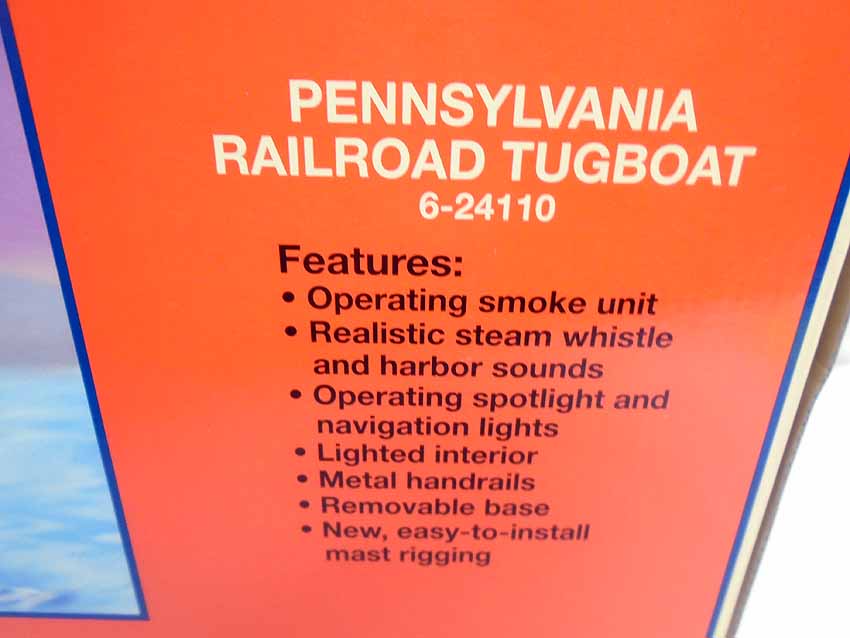 PENNSYLVANIA
RAILROAD TUGBOAT
6-24110
Features:
• Operating smoke unit
• Realistic steam whistle
and harbor sounds
• Operating spotlight and
navigation lights
• Lighted interior
• Metal handrails
• Removable base
• New, easy-to-install
mast rigging